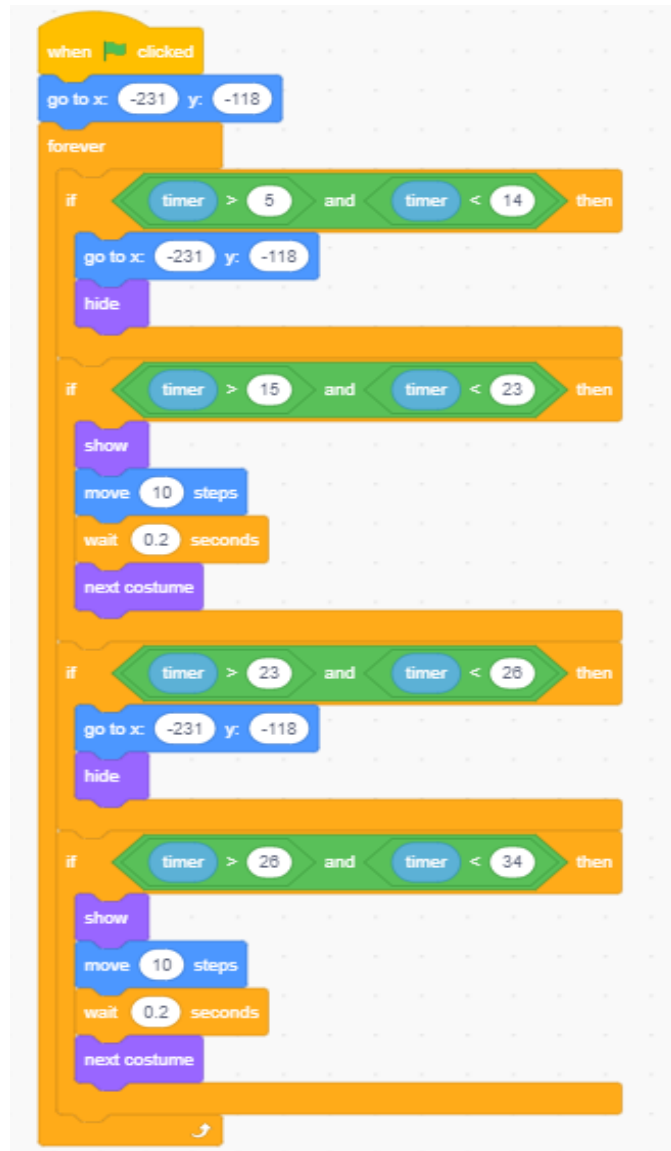 when clicked
go to x: -231 y: -118
forever
if timer > 5 and timer < 14 then
go to x: -231 y: -118
hide
if timer > 15 and timer < 23 then
show
move 10 steps
wait 0.2 seconds
next costume
if timer > 23 and timer < 26 then
go to x: -231 y: -118
hide
if timer > 26 and timer < 34 then
show
move 10 steps
wait 0.2 seconds
next costume